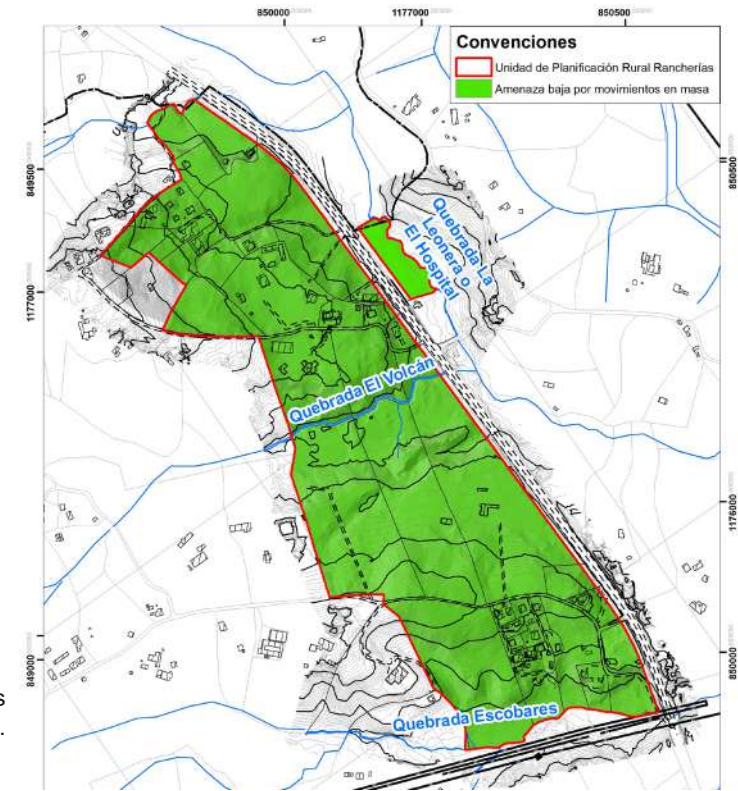 850000
1177000
850500
Convenciones
Unidad de Planificación Rural Rancherías
Amenaza baja por movimientos en masa
849500
850500
Quebrada La
Leonera o
El Hospital
1177000
Quebrada El Volcán
1176000
849000
850000
s
.
Quebrada Escobares